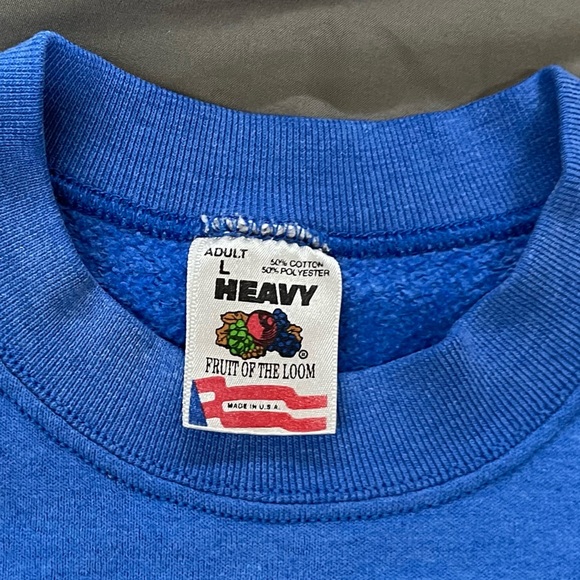 ADULT
L
50% COTTON
50% POLYESTER
HEAVY
®
FRUIT OF THE LOOM
MADE IN U.S.A.